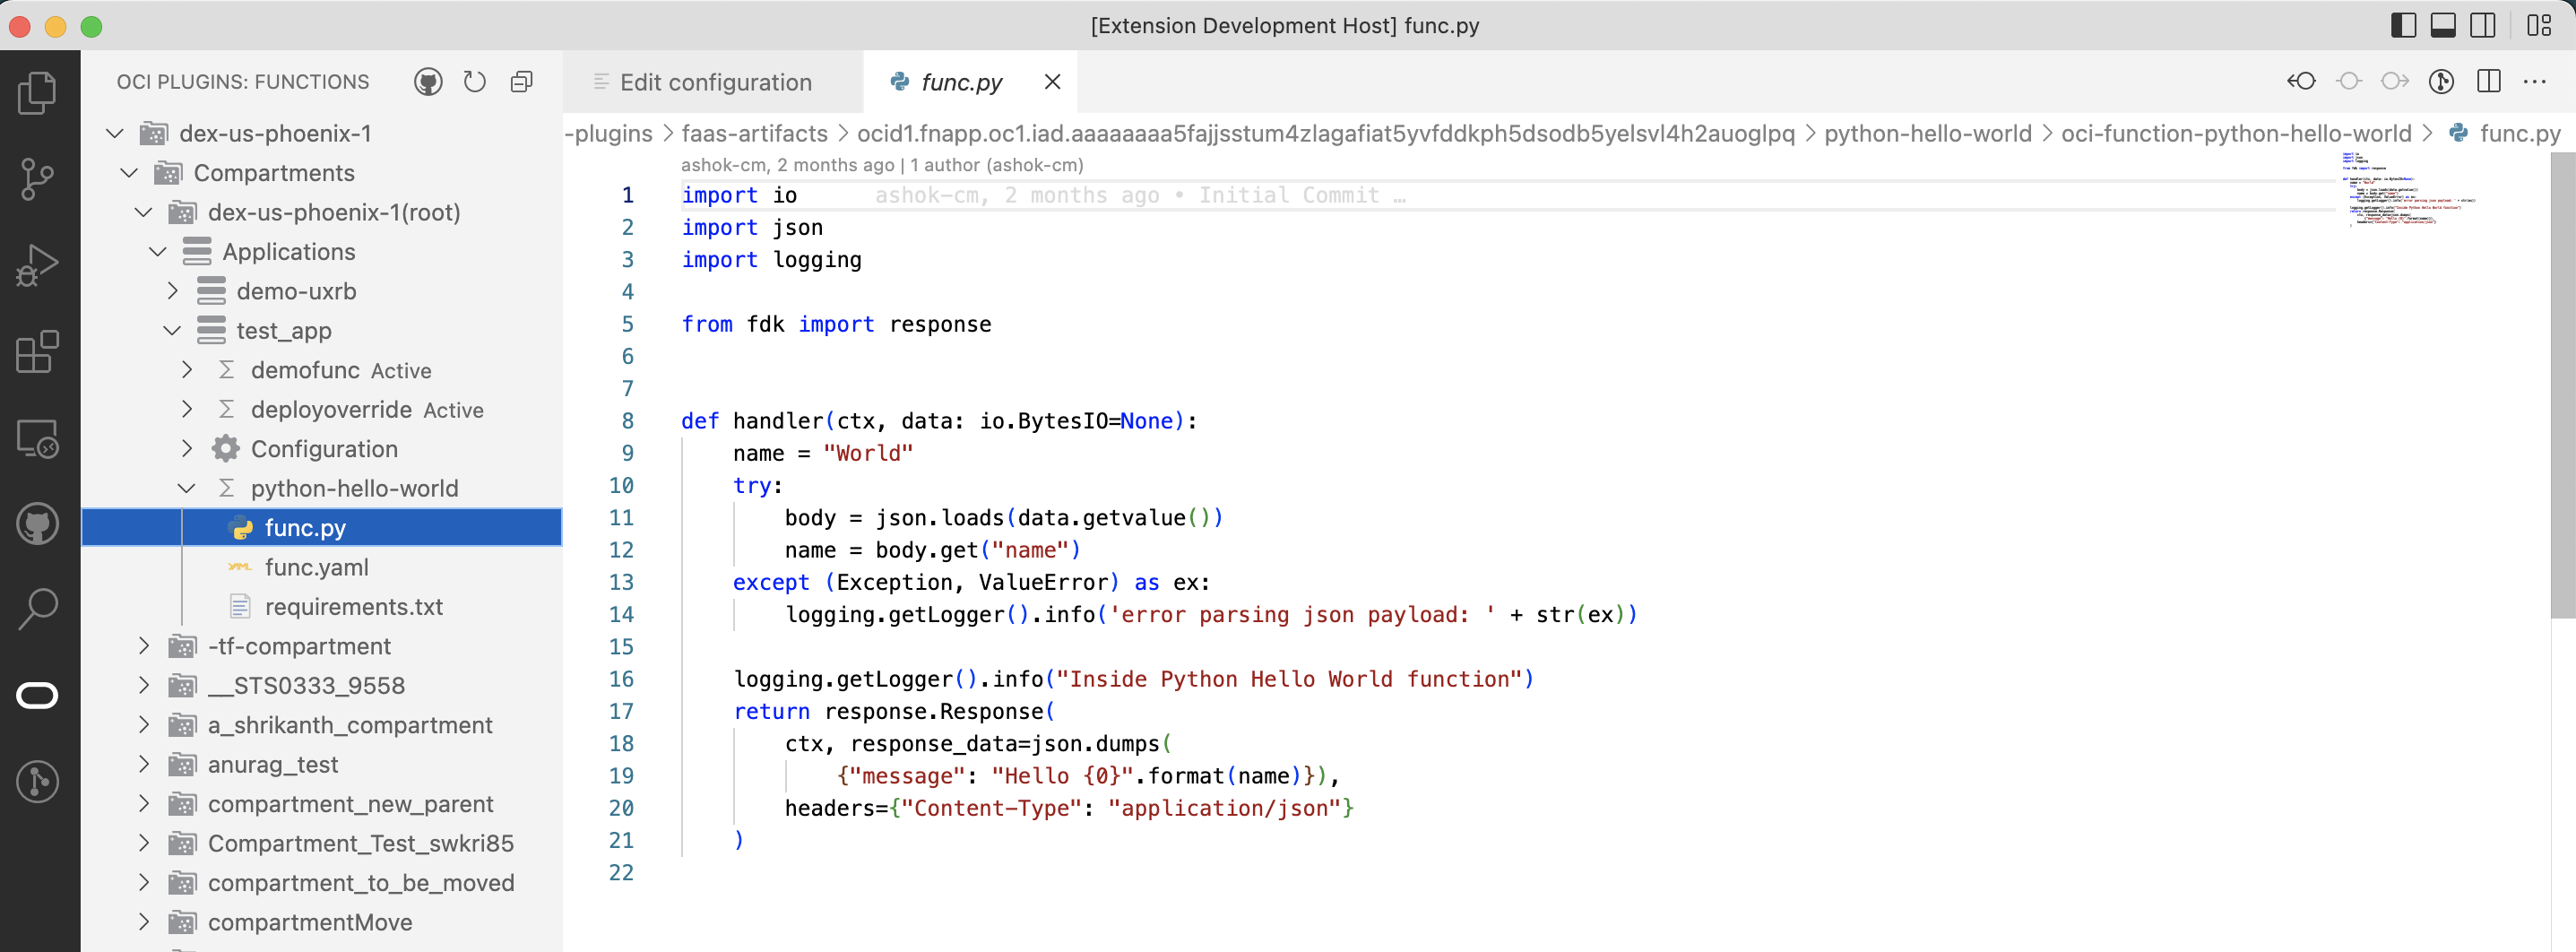 [Extension Development Host] func.py
OCI PLUGINS: FUNCTIONS
dex-us-phoenix-1
Compartments
dex-us-phoenix-1(root)
Applications
demo-uxrb
test_app
demofunc Active
deployoverride Active
Configuration
python-hello-world
func.py
func.yaml
requirements.txt
-tf-compartment
__STS0333_9558
a_shrikanth_compartment
anurag_test
compartment_new_parent
Compartment_Test_swkri85
compartment_to_be_moved
compartmentMove
Edit configuration
func.py
-plugins > faas-artifacts > ocid1.fnapp.oc1.iad.aaaaaaaa5fajjsstum4zlagafiat5yvfddkph5dsodb5yelsvl4h2auoglpq > python-hello-world > oci-function-python-hello-world > func.py
ashok-cm, 2 months ago | 1 author (ashok-cm)
1 import io ashok-cm, 2 months ago • Initial Commit …
2 import json
3 import logging
4
5 from fdk import response
6
7
8 def handler(ctx, data: io.BytesIO=None):
9 name = "World"
10 try:
11 body = json.loads(data.getvalue())
12 name = body.get("name")
13 except (Exception, ValueError) as ex:
14 logging.getLogger().info('error parsing json payload: ' + str(ex))
15
16 logging.getLogger().info("Inside Python Hello World function")
17 return response.Response(
18 ctx, response_data=json.dumps(
19 {"message": "Hello {0}".format(name)}),
20 headers={"Content-Type": "application/json"}
21 )
22